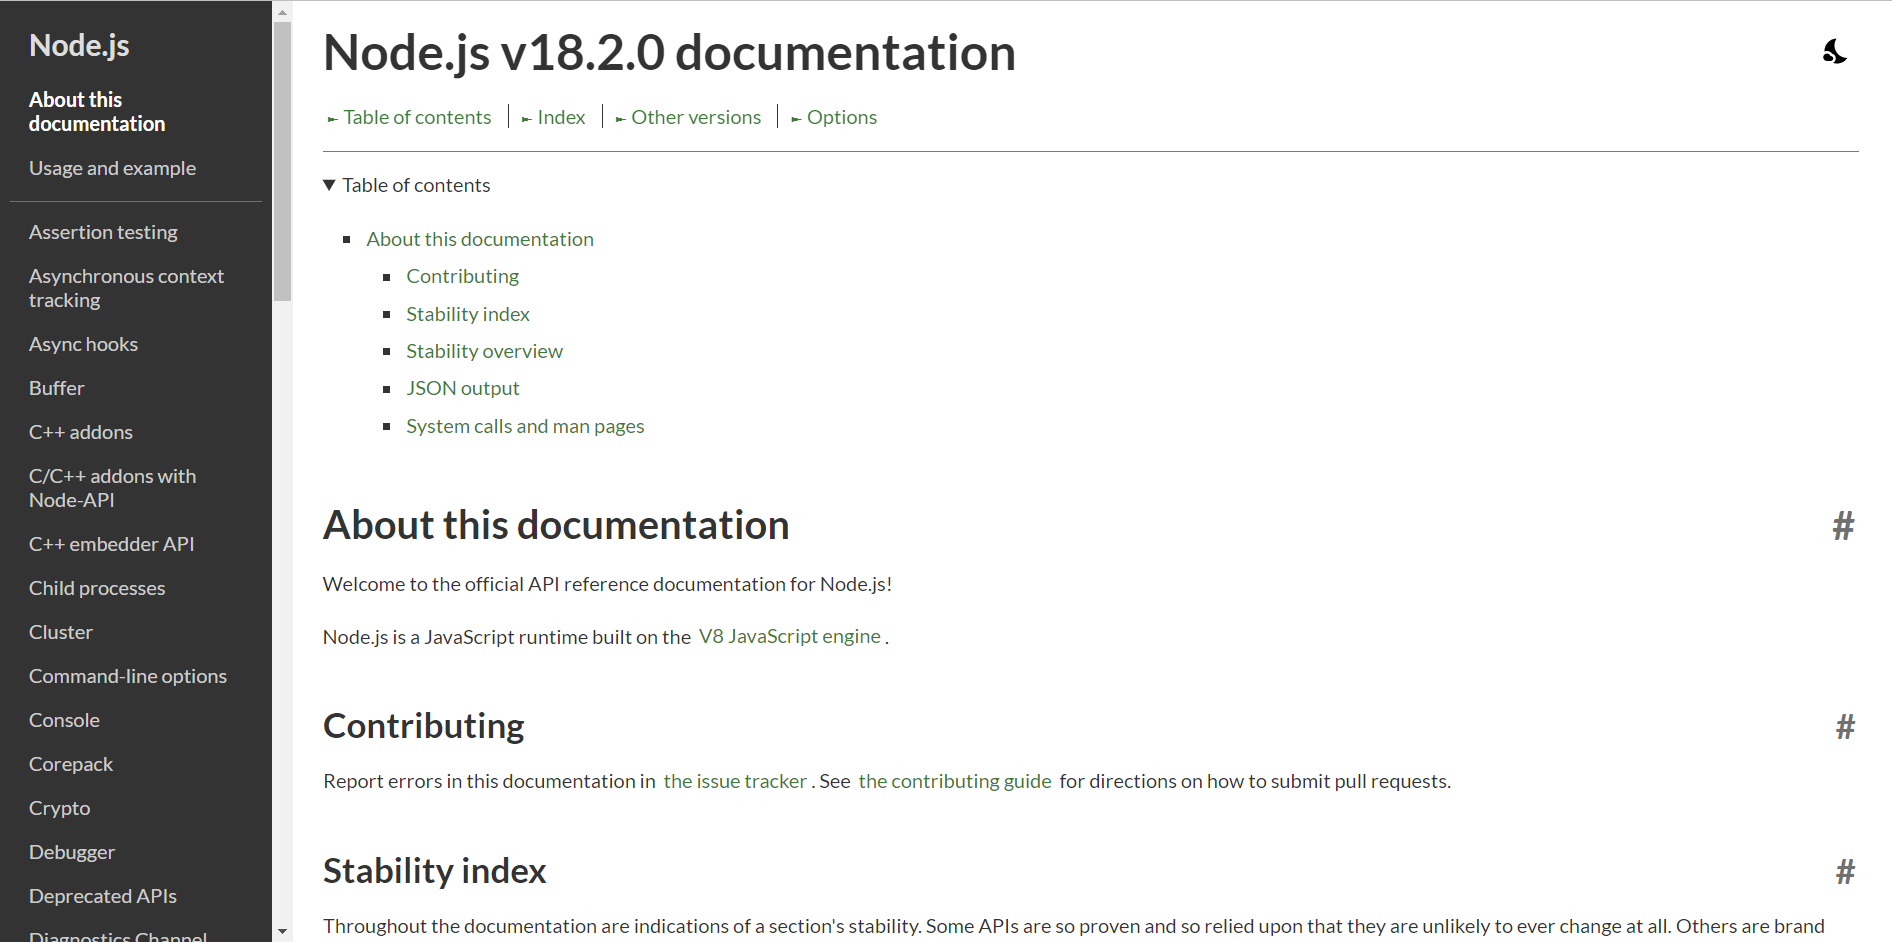 Node.js
About this
documentation
Usage and example
Assertion testing
Asynchronous context
tracking
Async hooks
Buffer
C++ addons
C/C++ addons with
Node-API
C++ embedder API
Child processes
Cluster
Command-line options
Console
Corepack
Crypto
Debugger
Deprecated APIs
Diagnostics Channel
Node.js v18.2.0 documentation
► Table of contents ► Index ► Other versions ► Options
▼ Table of contents
About this documentation
Contributing
Stability index
Stability overview
JSON output
System calls and man pages
About this documentation #
Welcome to the official API reference documentation for Node.js!
Node.js is a JavaScript runtime built on the V8 JavaScript engine .
Contributing #
Report errors in this documentation in the issue tracker . See the contributing guide for directions on how to submit pull requests.
Stability index #
Throughout the documentation are indications of a section's stability. Some APIs are so proven and so relied upon that they are unlikely to ever change at all. Others are brand